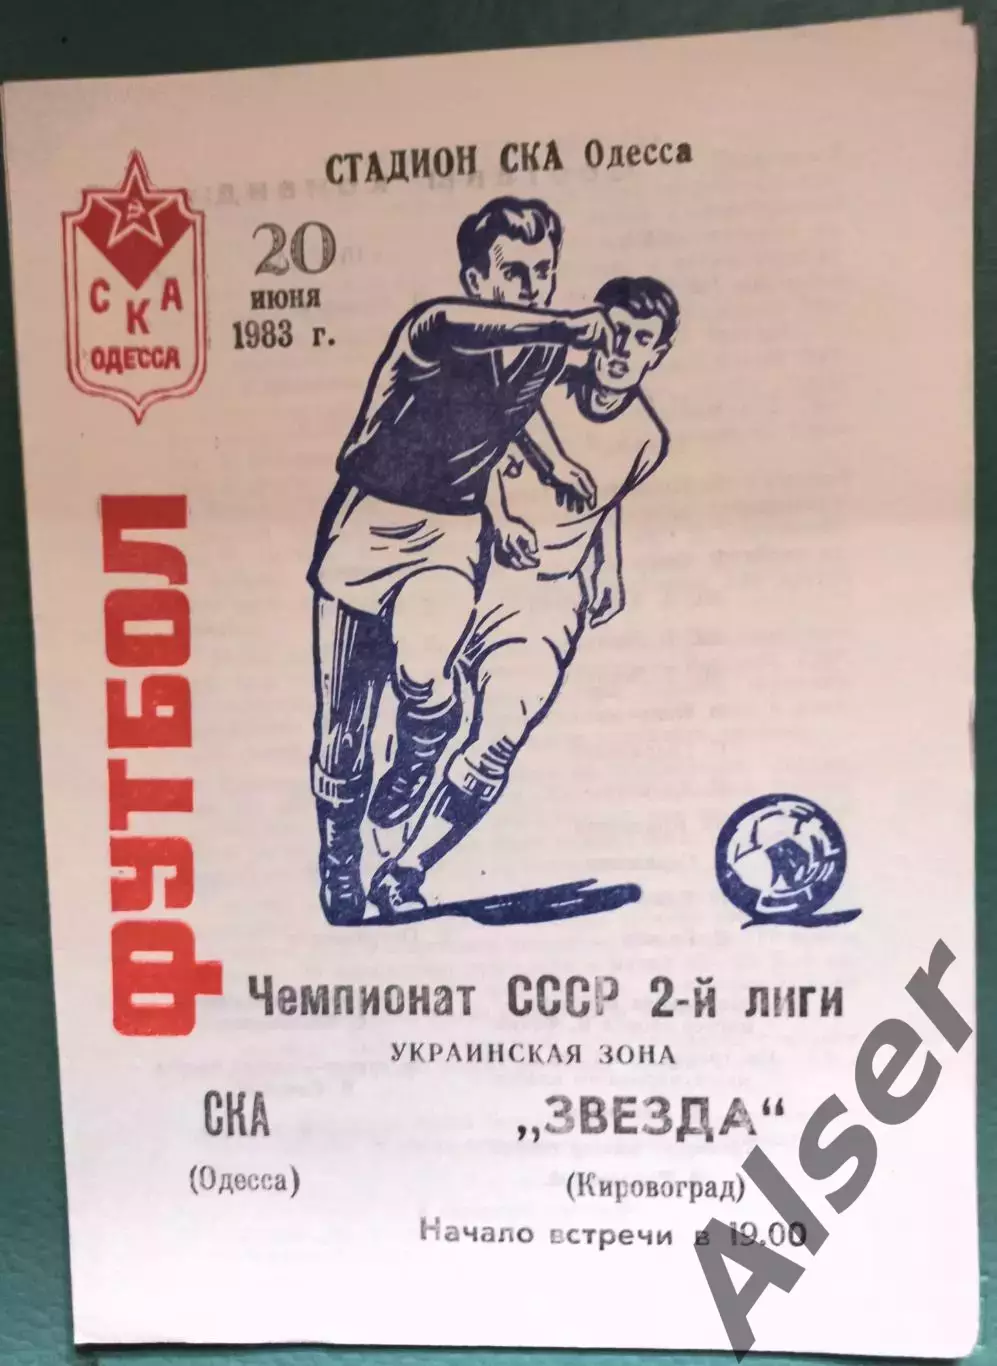 СТАДИОН СКА Одесса
20
июня
1983 г.
СКА
ОДЕССА
ФУТБОЛ
Чемпионат СССР 2-й лиги
УКРАИНСКАЯ ЗОНА
СКА „ЗВЕЗДА“
(Одесса) (Кировоград)
Начало встречи в 19.00
Alser